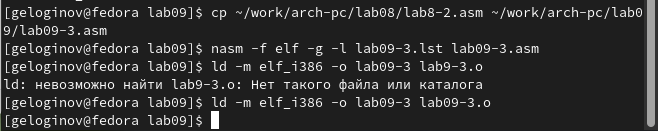 [geloginov@fedora lab09]$ cp ~/work/arch-pc/lab08/lab8-2.asm ~/work/arch-pc/lab0
9/lab09-3.asm
[geloginov@fedora lab09]$ nasm -f elf -g -l lab09-3.lst lab09-3.asm
[geloginov@fedora lab09]$ ld -m elf_i386 -o lab9-3 lab9-3.o
ld: невозможно найти lab9-3.o: Нет такого файла или каталога
[geloginov@fedora lab09]$ ld -m elf_i386 -o lab09-3 lab09-3.o
[geloginov@fedora lab09]$